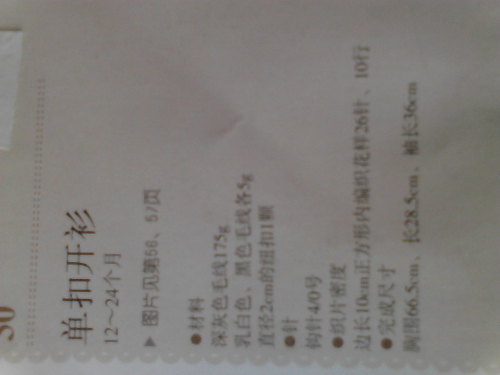 30
单扣开衫
12~24个月
▶ 图片见第56、57页
●材料
深灰色毛线175g
乳白色、黑色毛线各5g
直径2cm的纽扣1颗
●针
钩针4/0号
●织片密度
边长10cm正方形内编织花样26针、10行
●完成尺寸
胸围66.5cm、长28.5cm、袖长36cm